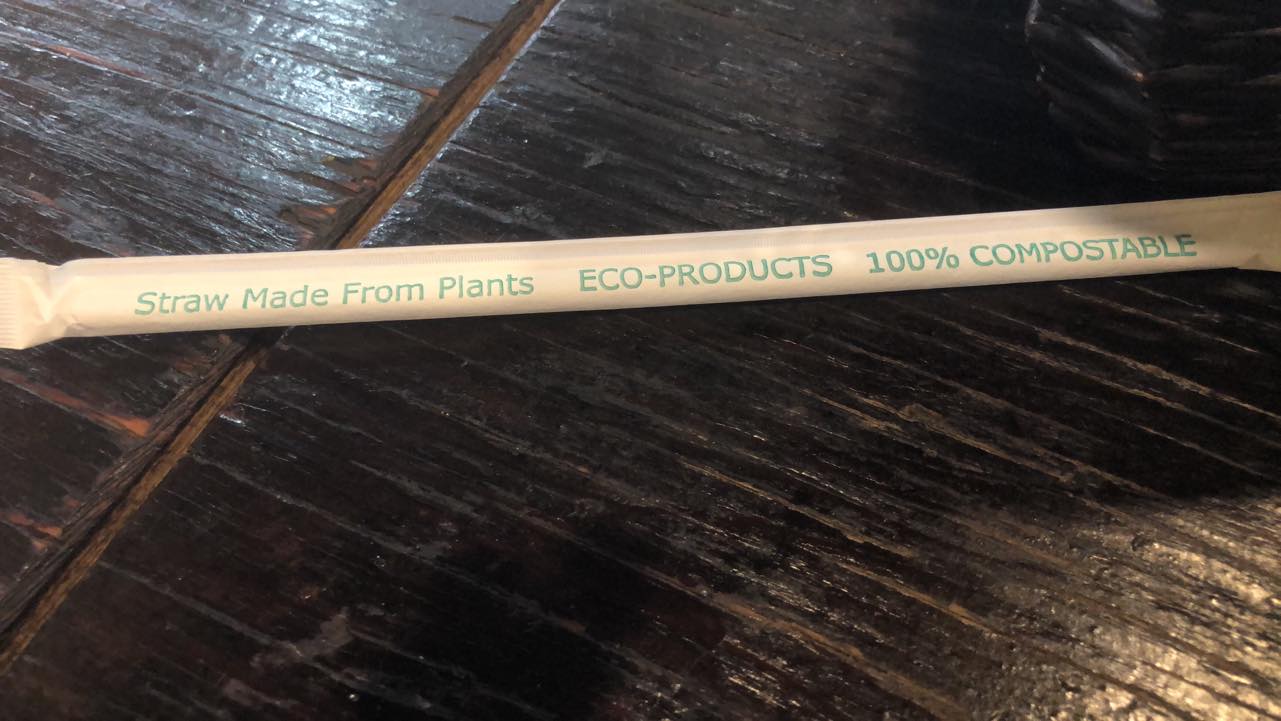 Straw Made From Plants ECO-PRODUCTS 100% COMPOSTABLE